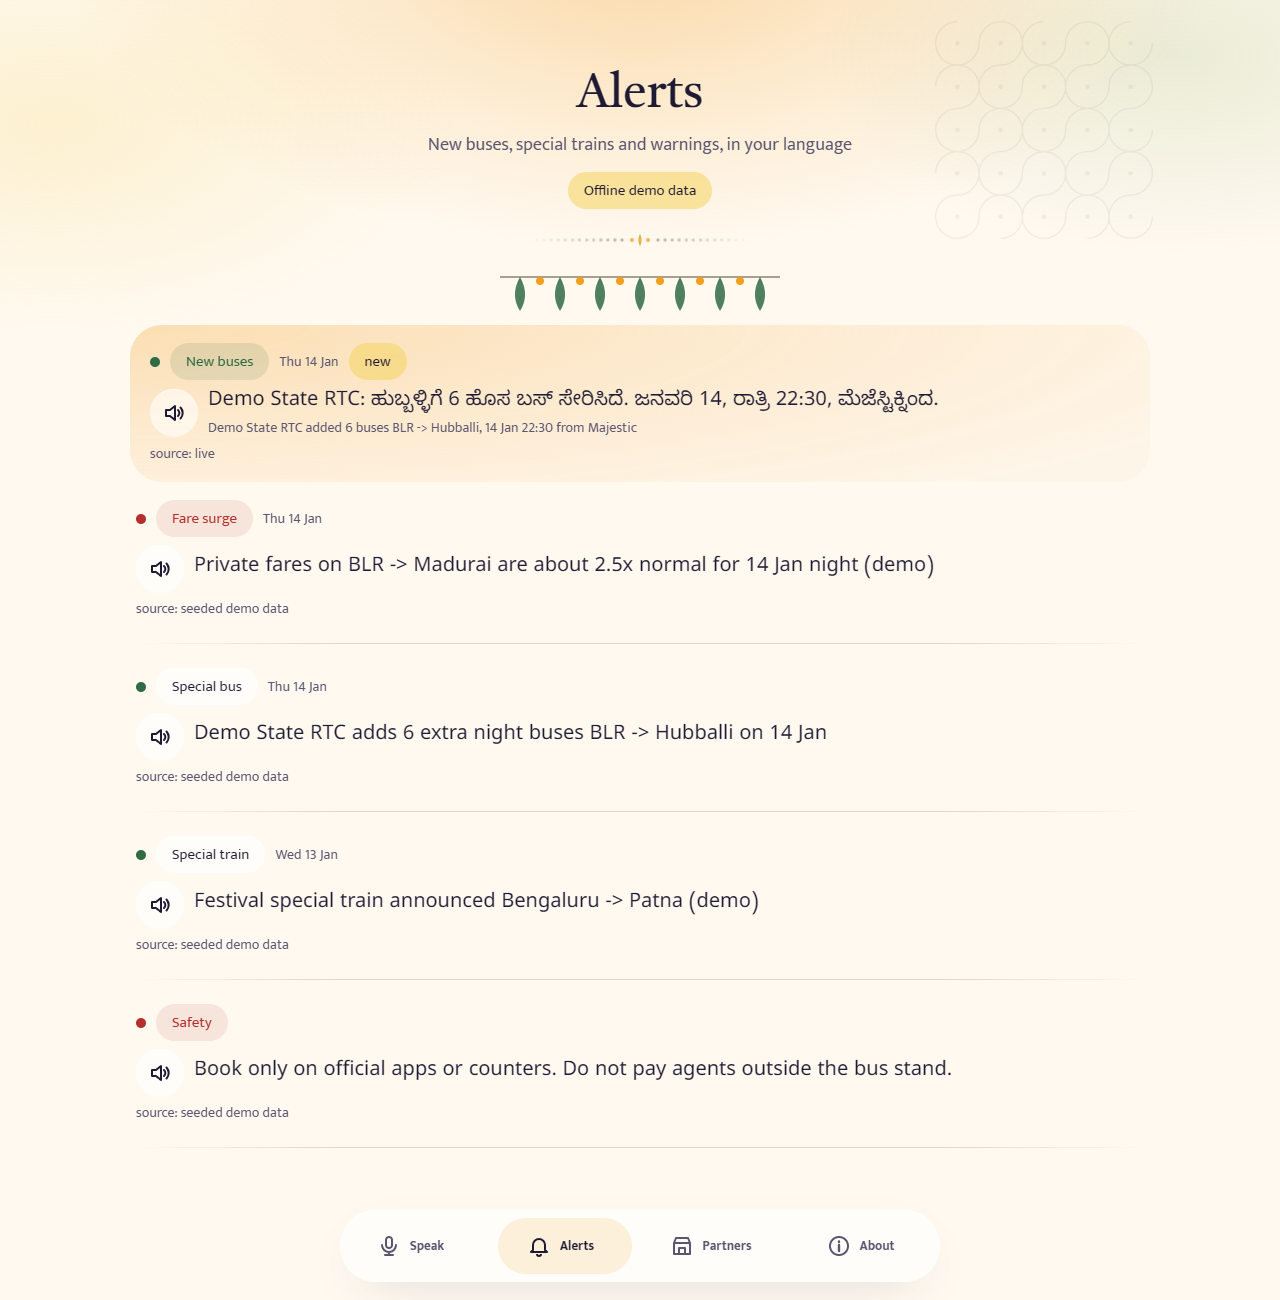 Alerts
New buses, special trains and warnings, in your language
Offline demo data
New buses Thu 14 Jan new
Demo State RTC: ಹುಬ್ಬಳ್ಳಿಗೆ 6 ಹೊಸ ಬಸ್ ಸೇರಿಸಿದೆ. ಜನವರಿ 14, ರಾತ್ರಿ 22:30, ಮೆಜೆಸ್ಟಿಕ್ನಿಂದ.
Demo State RTC added 6 buses BLR -> Hubballi, 14 Jan 22:30 from Majestic
source: live
Fare surge Thu 14 Jan
Private fares on BLR -> Madurai are about 2.5x normal for 14 Jan night (demo)
source: seeded demo data
Special bus Thu 14 Jan
Demo State RTC adds 6 extra night buses BLR -> Hubballi on 14 Jan
source: seeded demo data
Special train Wed 13 Jan
Festival special train announced Bengaluru -> Patna (demo)
source: seeded demo data
Safety
Book only on official apps or counters. Do not pay agents outside the bus stand.
source: seeded demo data
Speak Alerts Partners About